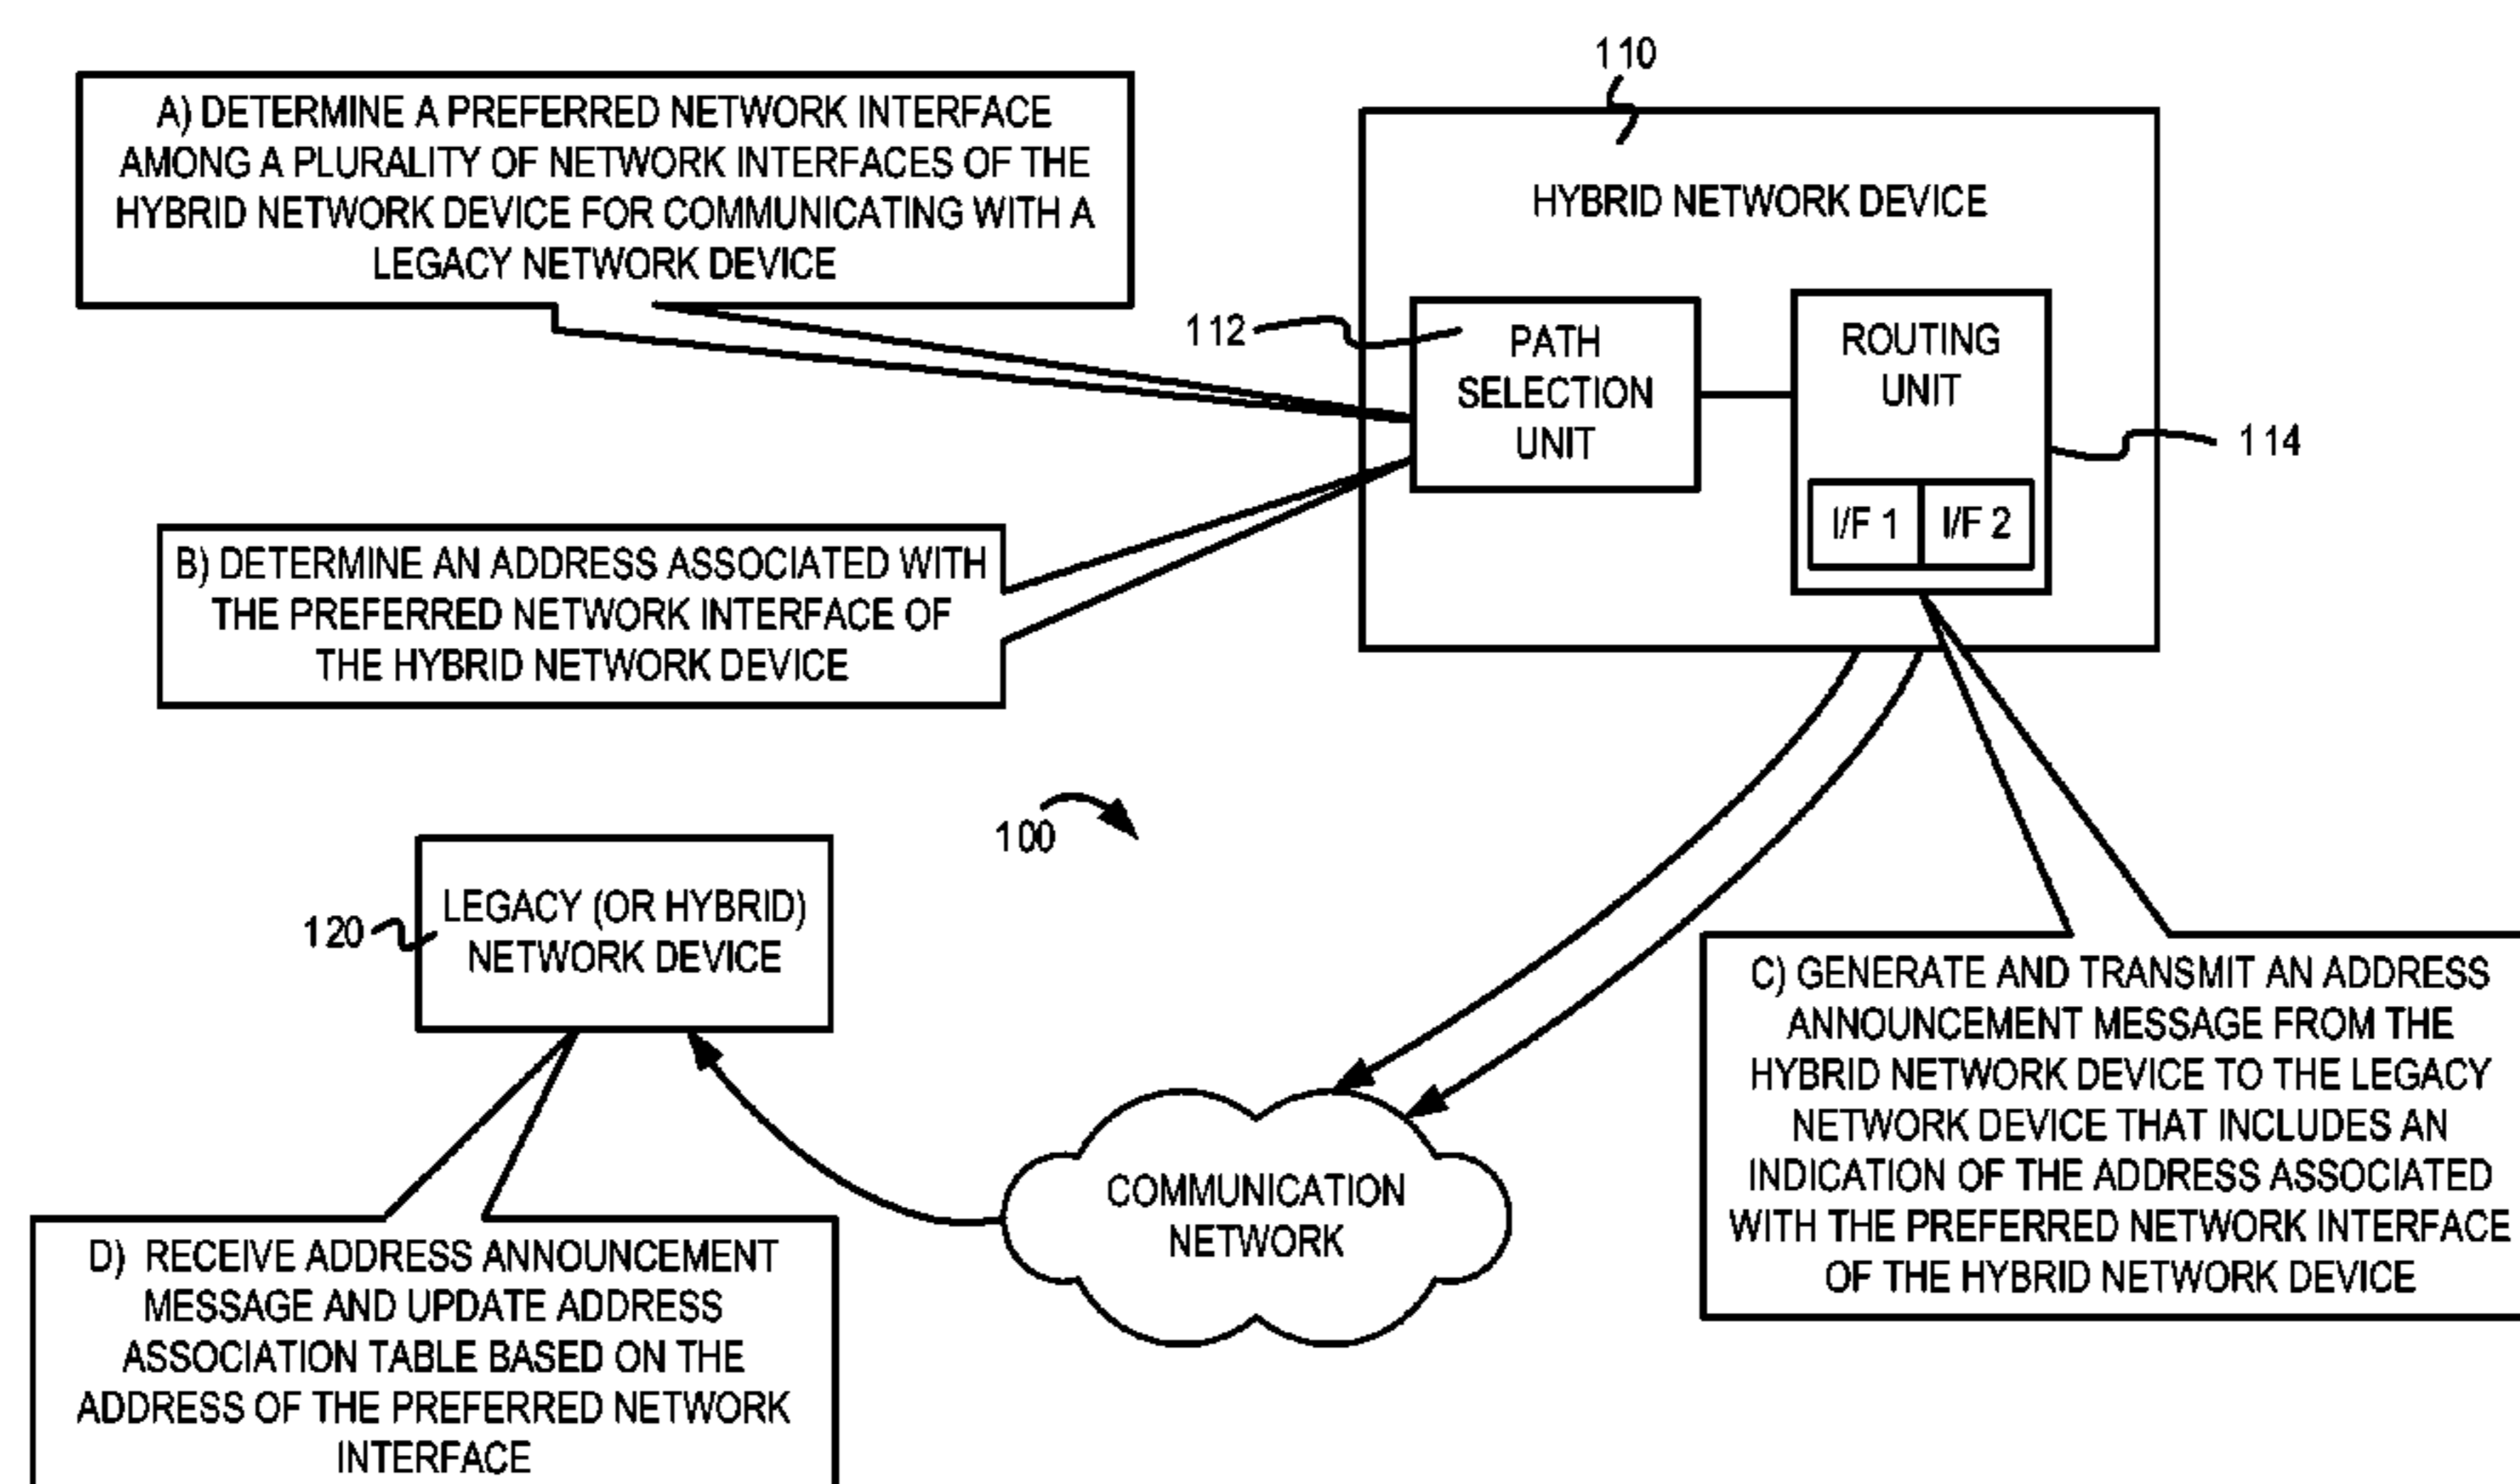 110
A) DETERMINE A PREFERRED NETWORK INTERFACE
AMONG A PLURALITY OF NETWORK INTERFACES OF THE
HYBRID NETWORK DEVICE FOR COMMUNICATING WITH A
LEGACY NETWORK DEVICE
HYBRID NETWORK DEVICE
112
PATH
SELECTION
UNIT
ROUTING
UNIT
114
I/F 1
I/F 2
B) DETERMINE AN ADDRESS ASSOCIATED WITH
THE PREFERRED NETWORK INTERFACE OF
THE HYBRID NETWORK DEVICE
100
120
LEGACY (OR HYBRID)
NETWORK DEVICE
C) GENERATE AND TRANSMIT AN ADDRESS
ANNOUNCEMENT MESSAGE FROM THE
HYBRID NETWORK DEVICE TO THE LEGACY
NETWORK DEVICE THAT INCLUDES AN
INDICATION OF THE ADDRESS ASSOCIATED
WITH THE PREFERRED NETWORK INTERFACE
OF THE HYBRID NETWORK DEVICE
COMMUNICATION
NETWORK
D) RECEIVE ADDRESS ANNOUNCEMENT
MESSAGE AND UPDATE ADDRESS
ASSOCIATION TABLE BASED ON THE
ADDRESS OF THE PREFERRED NETWORK
INTERFACE